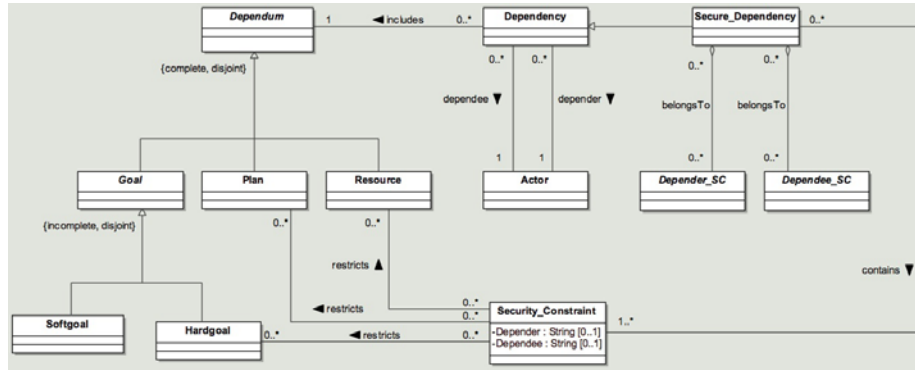 Dependum
1
◄ includes
0..*
Dependency
Secure_Dependency
0..*
{complete, disjoint}
0..*
0..*
0..*
0..*
dependee ▼
depender ▼
belongsTo
belongsTo
1
1
0..*
0..*
Goal
Plan
Resource
Actor
Depender_SC
Dependee_SC
{incomplete, disjoint}
0..*
0..*
restricts ▲
contains ▼
◄ restricts
0..*
0..*
Security_Constraint
1..*
Softgoal
Hardgoal
0..*
◄ restricts
0..*
-Depender : String [0..1]
-Dependee : String [0..1]